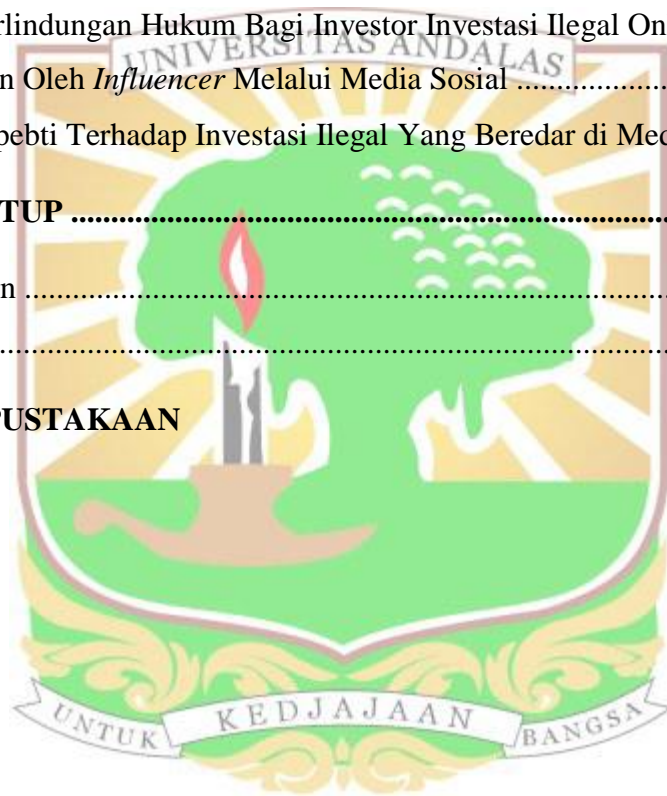 rlindungan Hukum Bagi Investor Investasi Ilegal On
UNIVERSITAS ANDALAS
n Oleh Influencer Melalui Media Sosial ....................
pebti Terhadap Investasi Ilegal Yang Beredar di Med
TUP ..........................................................................
n ................................................................................
...................................................................................
PUSTAKAAN
UNTUK KEDJAJAAN BANGSA